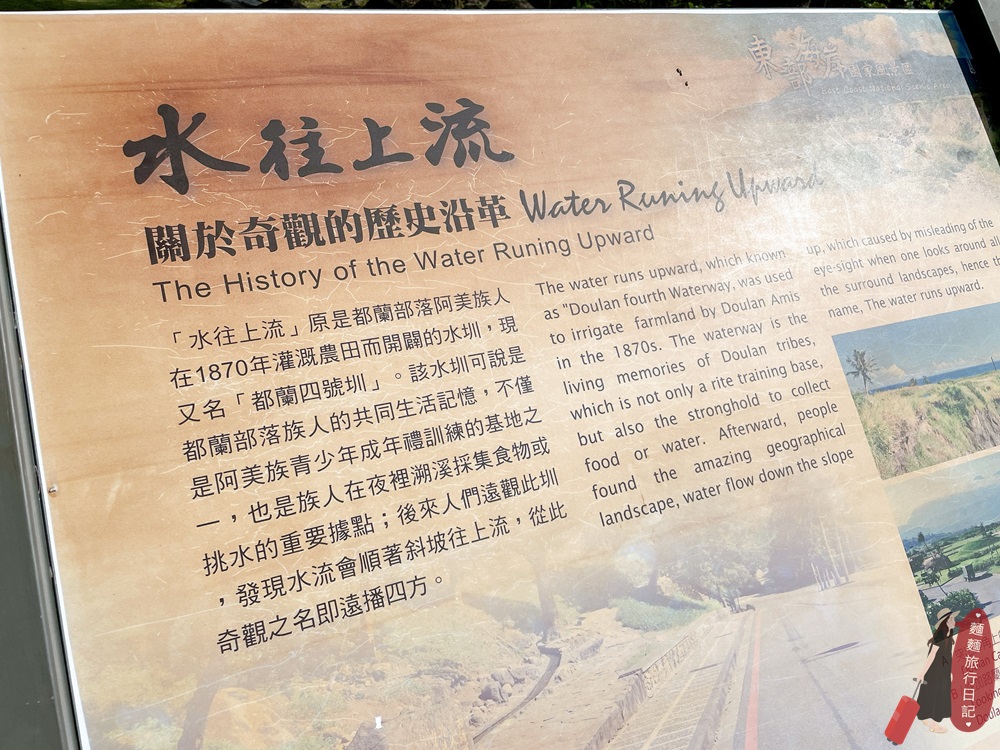 東部海岸
國家風景區
East Coast National Scenic Area
水往上流
關於奇觀的歷史沿革 Water Runing Upward
The History of the Water Runing Upward
「水往上流」原是都蘭部落阿美族人
在1870年灌溉農田而開闢的水圳,現
又名「都蘭四號圳」。該水圳可說是
都蘭部落族人的共同生活記憶,不僅
是阿美族青少年成年禮訓練的基地之
一,也是族人在夜裡溯溪採集食物或
挑水的重要據點;後來人們遠觀此圳
,發現水流會順著斜坡往上流,從此
奇觀之名即遠播四方。
The water runs upward, which known
as "Doulan fourth Waterway, was used
to irrigate farmland by Doulan Amis
in the 1870s. The waterway is the
living memories of Doulan tribes,
which is not only a rite training base,
but also the stronghold to collect
food or water. Afterward, people
found the amazing geographical
landscape, water flow down the slope
up, which caused by misleading of the
eye-sight when one looks around all
the surround landscapes, hence the
name, The water runs upward.
麵麵旅行日記